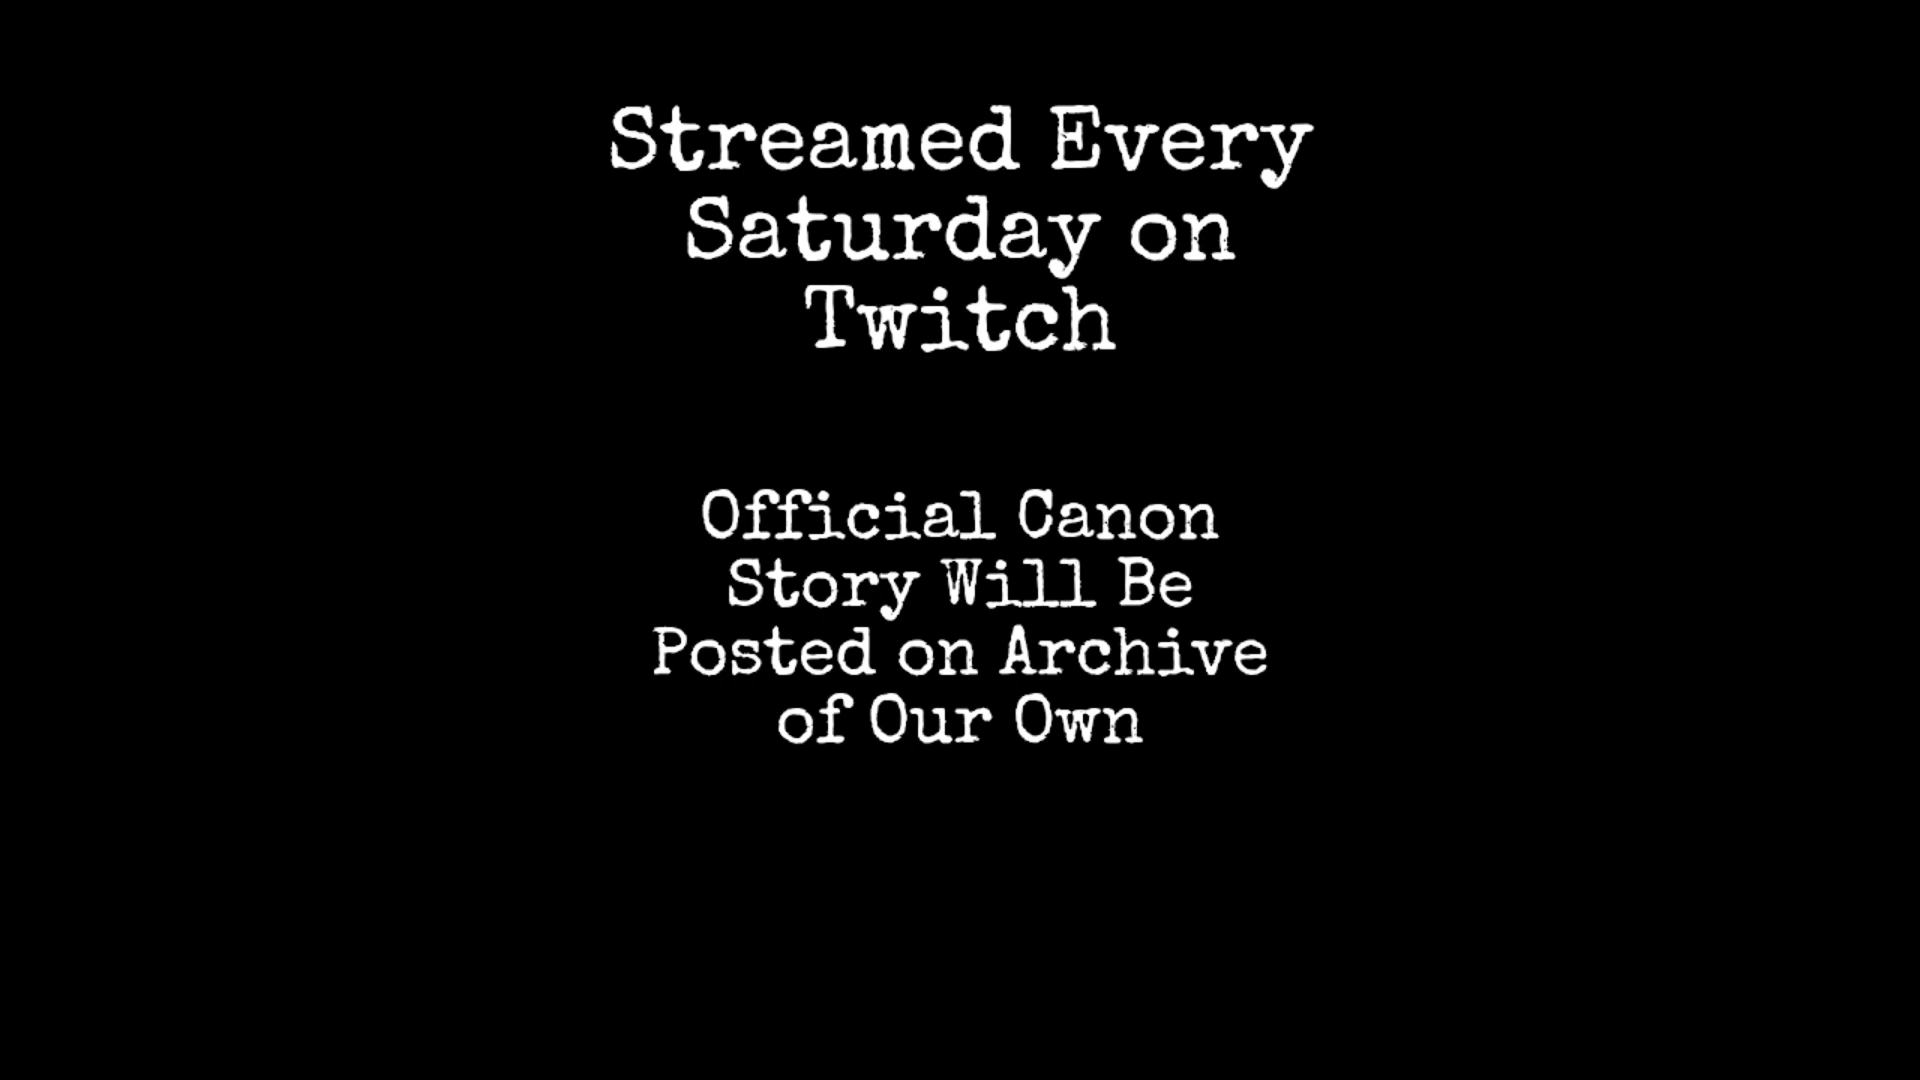 Streamed Every
Saturday on
Twitch
Official Canon
Story Will Be
Posted on Archive
of Our Own